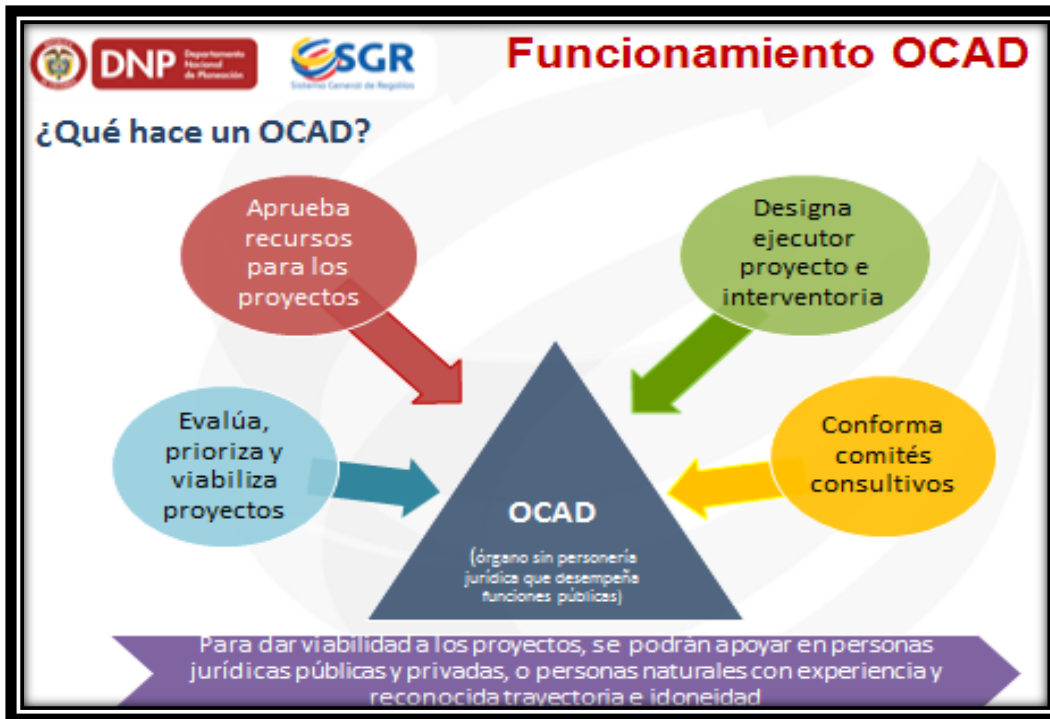 DNP
Departamento
Nacional
de Planeación
SGR
Sistema General de Regalías
Funcionamiento OCAD
¿Qué hace un OCAD?
Aprueba
recursos
para los
proyectos
Designa
ejecutor
proyecto e
interventoria
Evalúa,
prioriza y
viabiliza
proyectos
Conforma
comités
consultivos
OCAD
(órgano sin personería
jurídica que desempeña
funciones públicas)
Para dar viabilidad a los proyectos, se podrán apoyar en personas
jurídicas públicas y privadas, o personas naturales con experiencia y
reconocida trayectoria e idoneidad